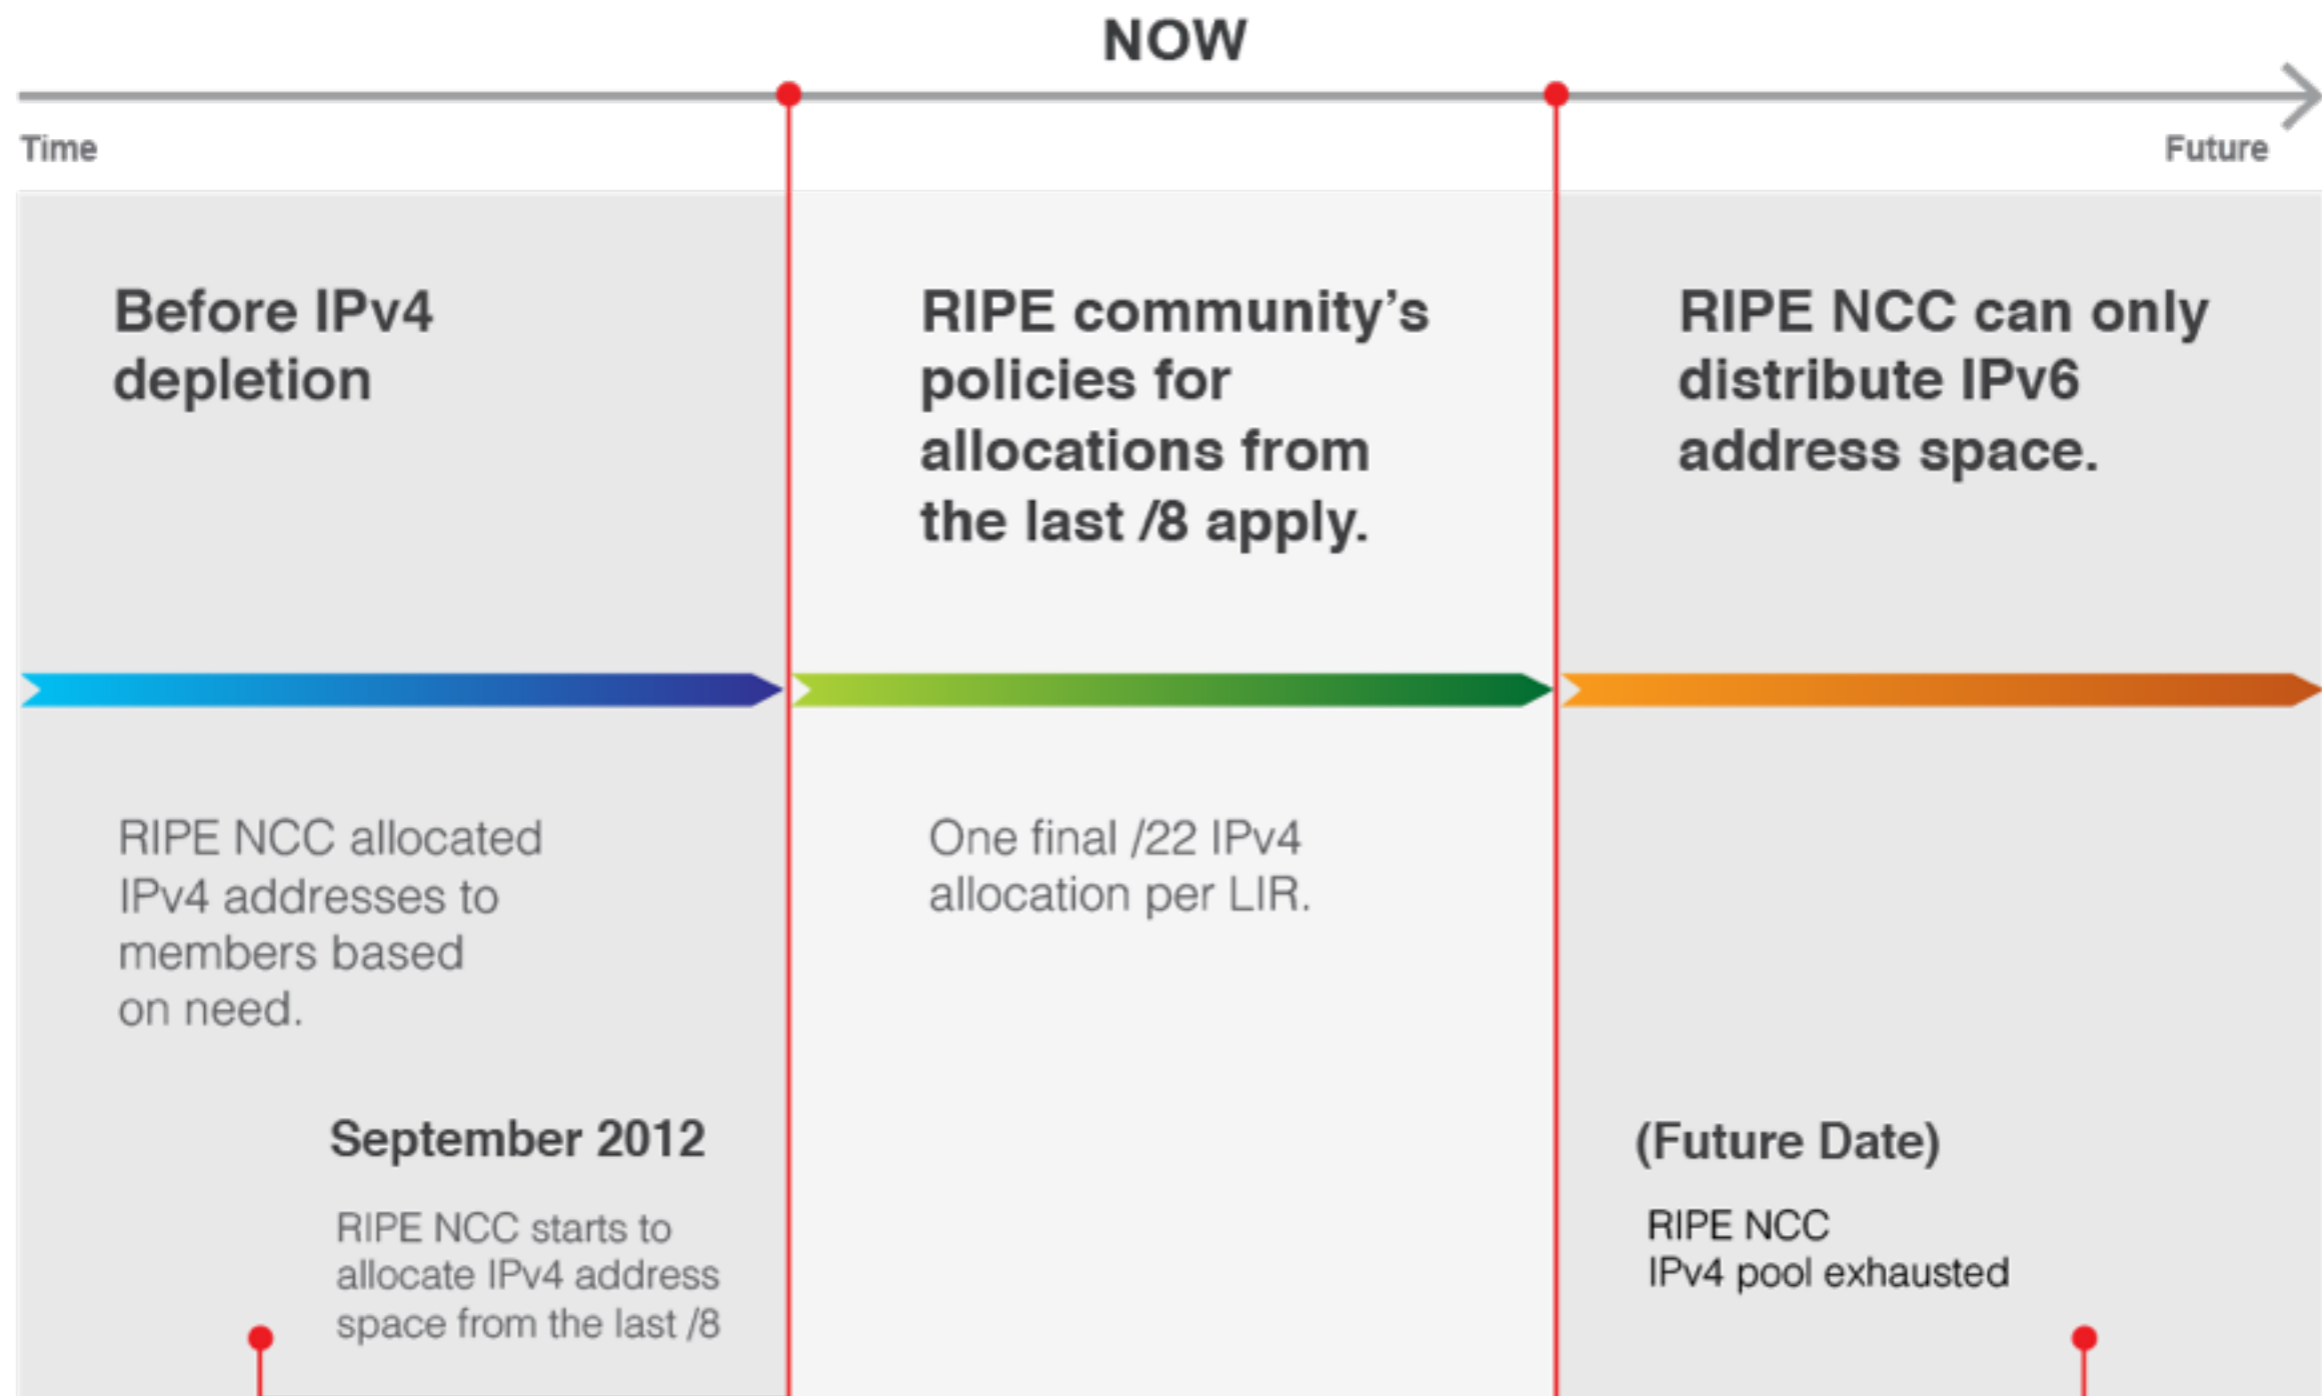 NOW
Time
Future
Before IPv4
depletion
RIPE community’s
policies for
allocations from
the last /8 apply.
RIPE NCC can only
distribute IPv6
address space.
RIPE NCC allocated
IPv4 addresses to
members based
on need.
One final /22 IPv4
allocation per LIR.
September 2012
RIPE NCC starts to
allocate IPv4 address
space from the last /8
(Future Date)
RIPE NCC
IPv4 pool exhausted